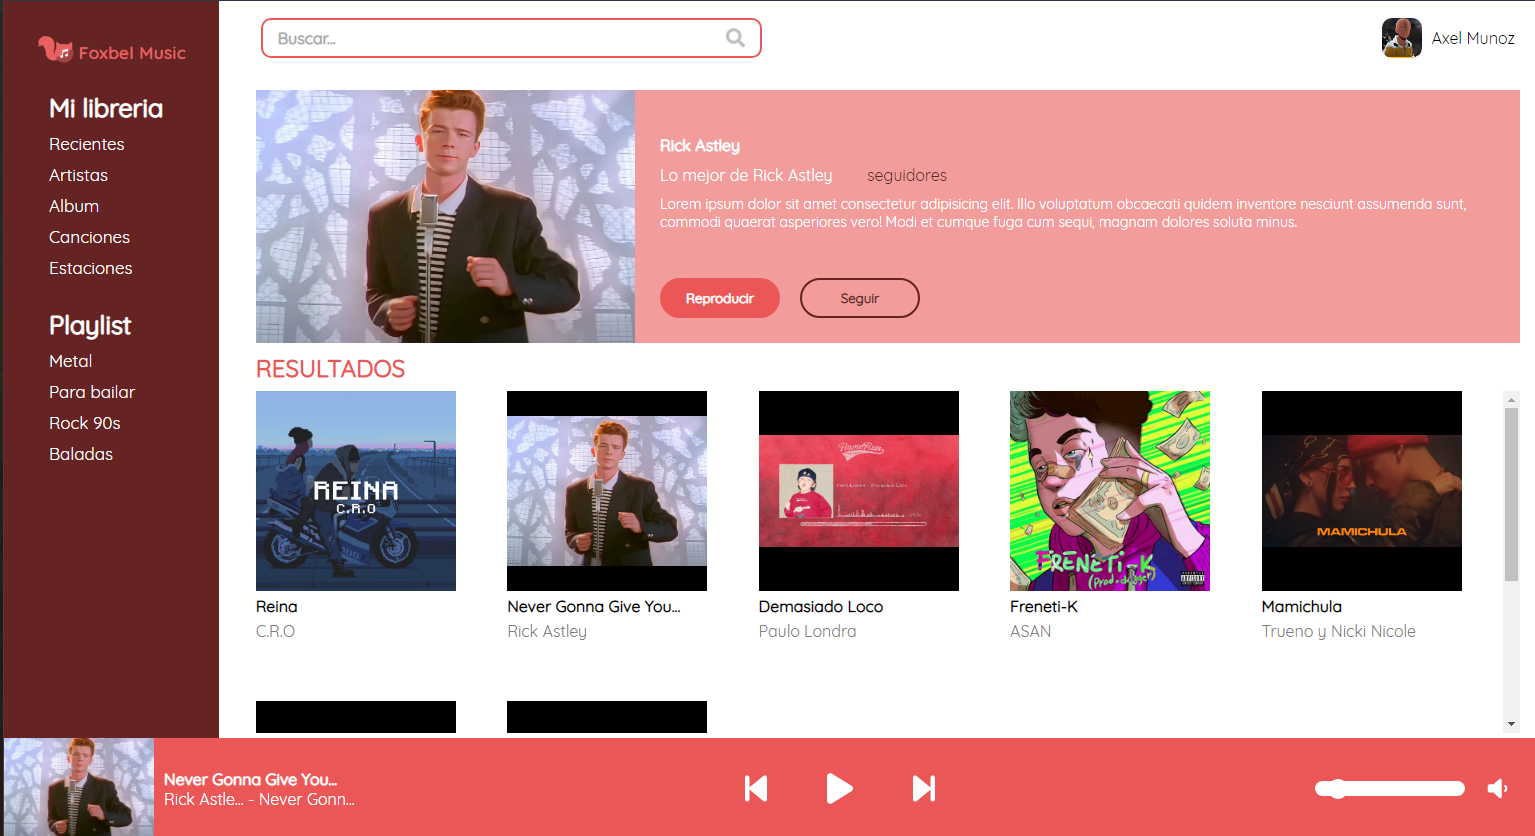 Foxbel Music
Buscar...
Axel Munoz
Mi libreria
Recientes
Artistas
Album
Canciones
Estaciones
Playlist
Metal
Para bailar
Rock 90s
Baladas
Rick Astley
Lo mejor de Rick Astley seguidores
Lorem ipsum dolor sit amet consectetur adipisicing elit. Illo voluptatum obcaecati quidem inventore nesciunt assumenda sunt,
commodi quaerat asperiores vero! Modi et cumque fuga cum sequi, magnam dolores soluta minus.
Reproducir
Seguir
RESULTADOS
REINA
C.R.O
HomeRun
Paulo Londra - Demasiado Loco
FRENETI-K
(Prod. dagger)
MAMICHULA
Reina
C.R.O
Never Gonna Give You...
Rick Astley
Demasiado Loco
Paulo Londra
Freneti-K
ASAN
Mamichula
Trueno y Nicki Nicole
Never Gonna Give You...
Rick Astle... - Never Gonn...